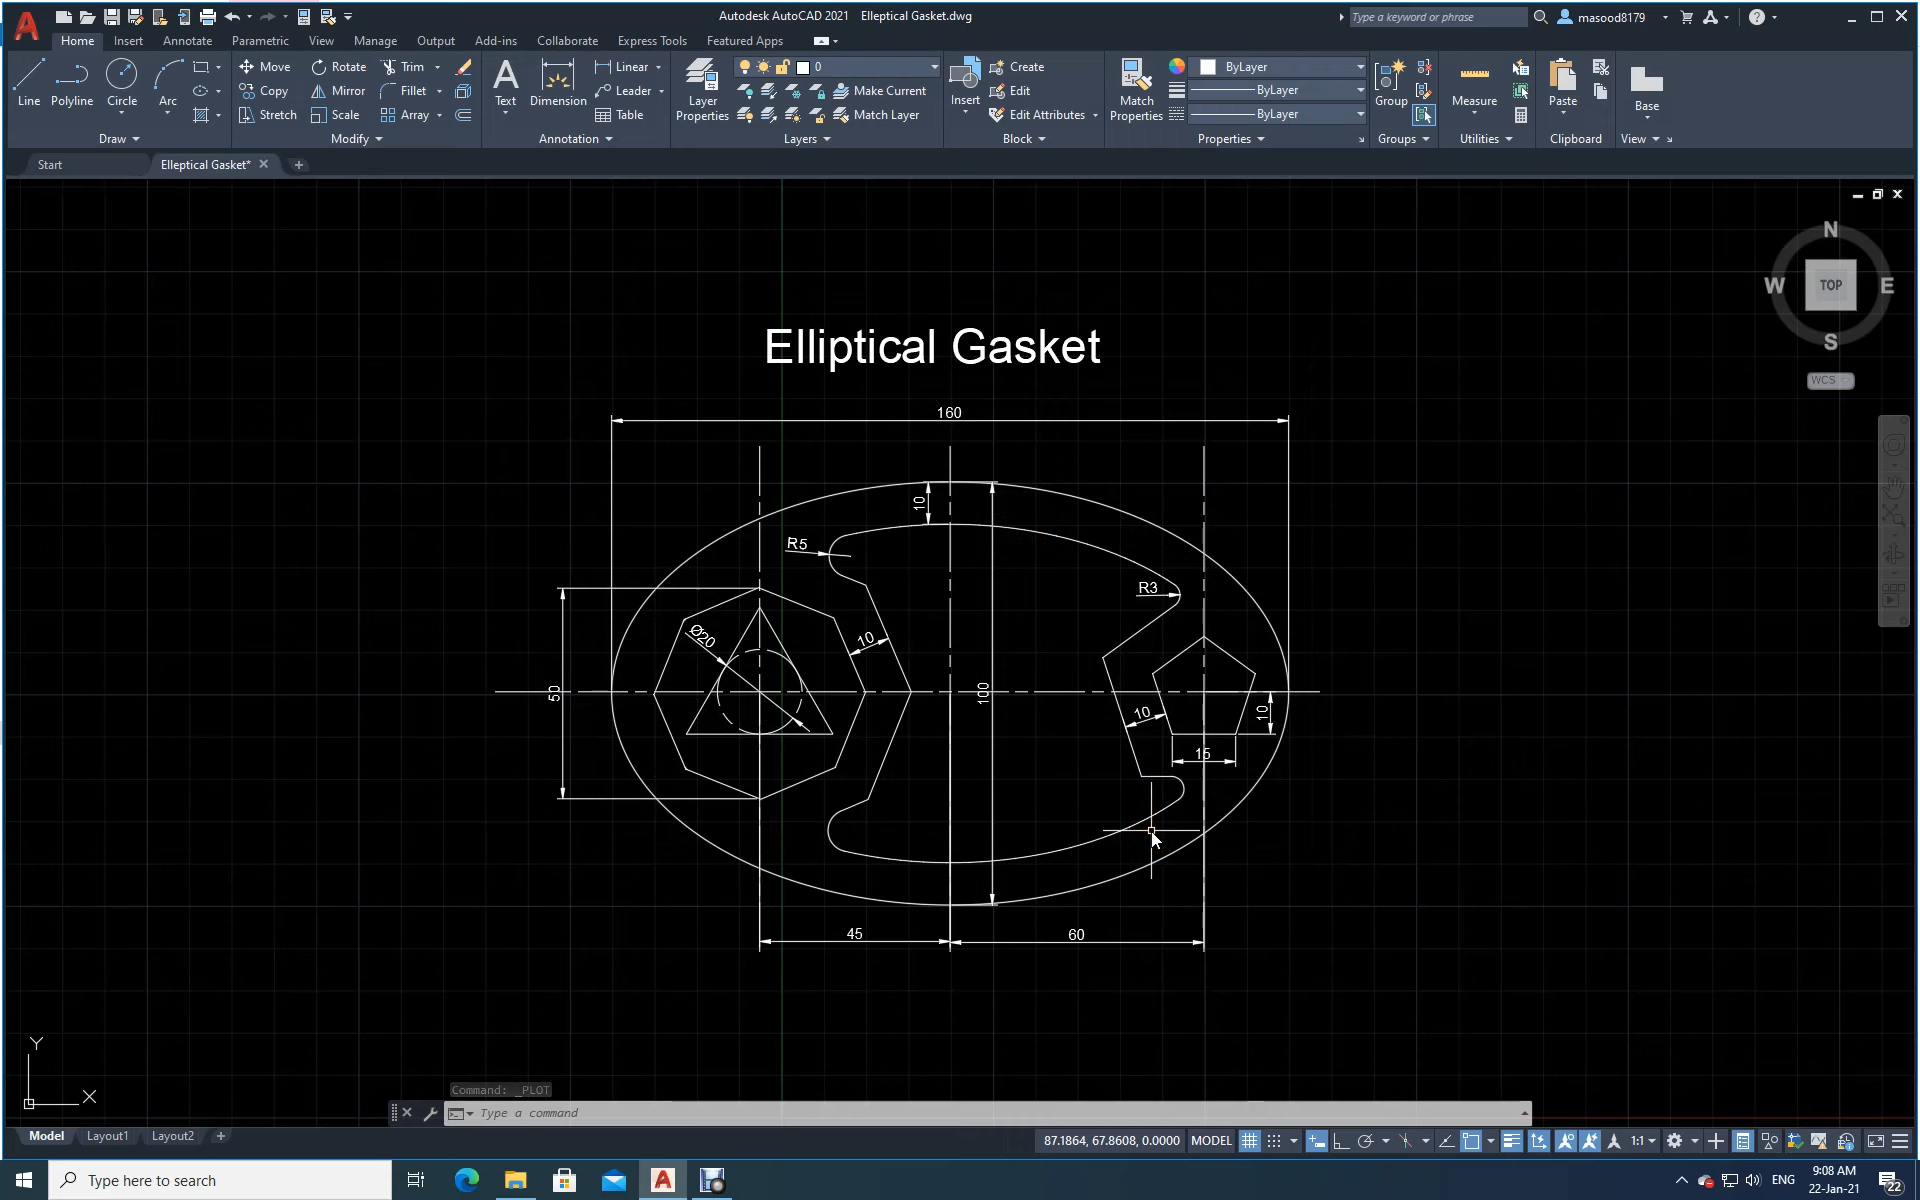 Autodesk AutoCAD 2021 Elleptical Gasket.dwg
Type a keyword or phrase
masood8179
Home Insert Annotate Parametric View Manage Output Add-ins Collaborate Express Tools Featured Apps
Line Polyline Circle Arc
Draw
Move Rotate Trim
Copy Mirror Fillet
Stretch Scale Array
Modify
Text Dimension
Linear
Leader
Table
Annotation
Layer Properties
0
Make Current
Match Layer
Layers
Insert
Create
Edit
Edit Attributes
Block
Match Properties
ByLayer
ByLayer
ByLayer
Properties
Group
Groups
Measure
Utilities
Paste
Clipboard
Base
View
Start
Elleptical Gasket*
N
W TOP E
S
WCS
Elliptical Gasket
160
10
R5
R3
Ø20
10
50
100
10
10
15
45
60
Y
X
Command: _PLOT
Type a command
Model Layout1 Layout2
87.1864, 67.8608, 0.0000 MODEL
1:1
Type here to search
ENG
9:08 AM
22-Jan-21
22